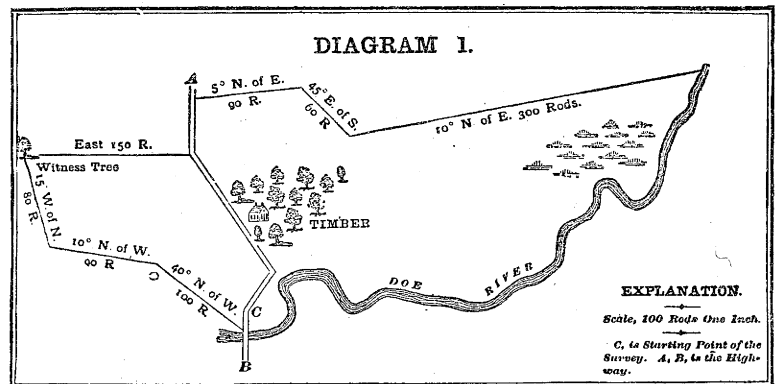 DIAGRAM 1.
A
5° N. of E.
90 R.
45° E. of S.
60 R
10° N of E. 300 Rods.
East 150 R.
Witness Tree
15 W. of N.
80 R.
10° N. of W.
90 R
C
40° N. of W.
100 R.
C
B
TIMBER
DOE RIVER
EXPLANATION.
Scale, 100 Rods One Inch.
C, is Starting Point of the
Survey. A, B, is the High-
way.